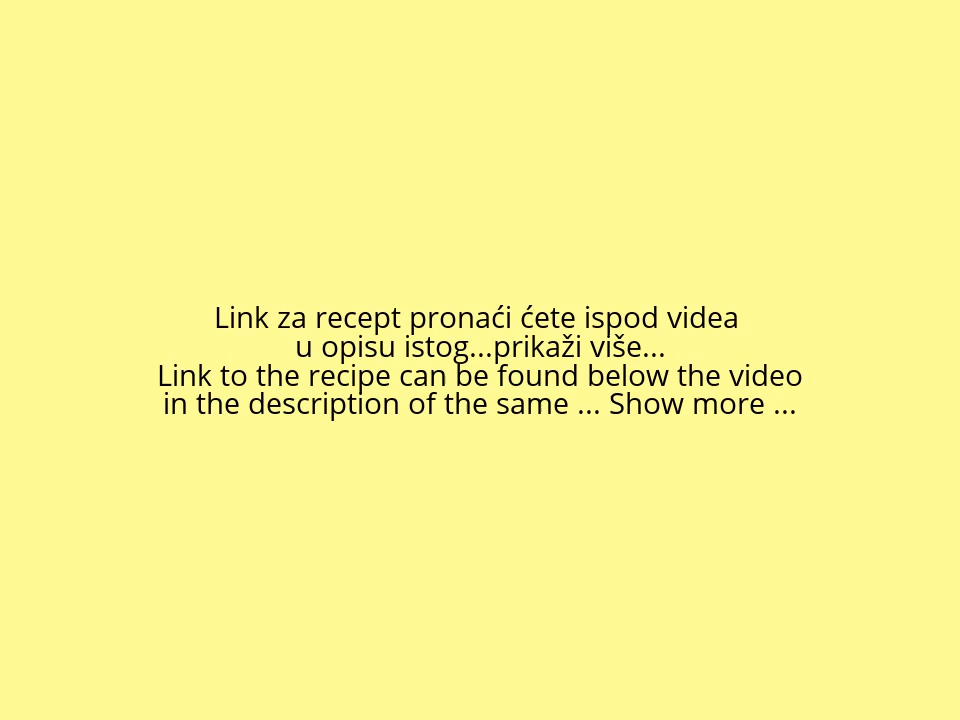 Link za recept pronaći ćete ispod videa
u opisu istog...prikaži više...
Link to the recipe can be found below the video
in the description of the same ... Show more ...